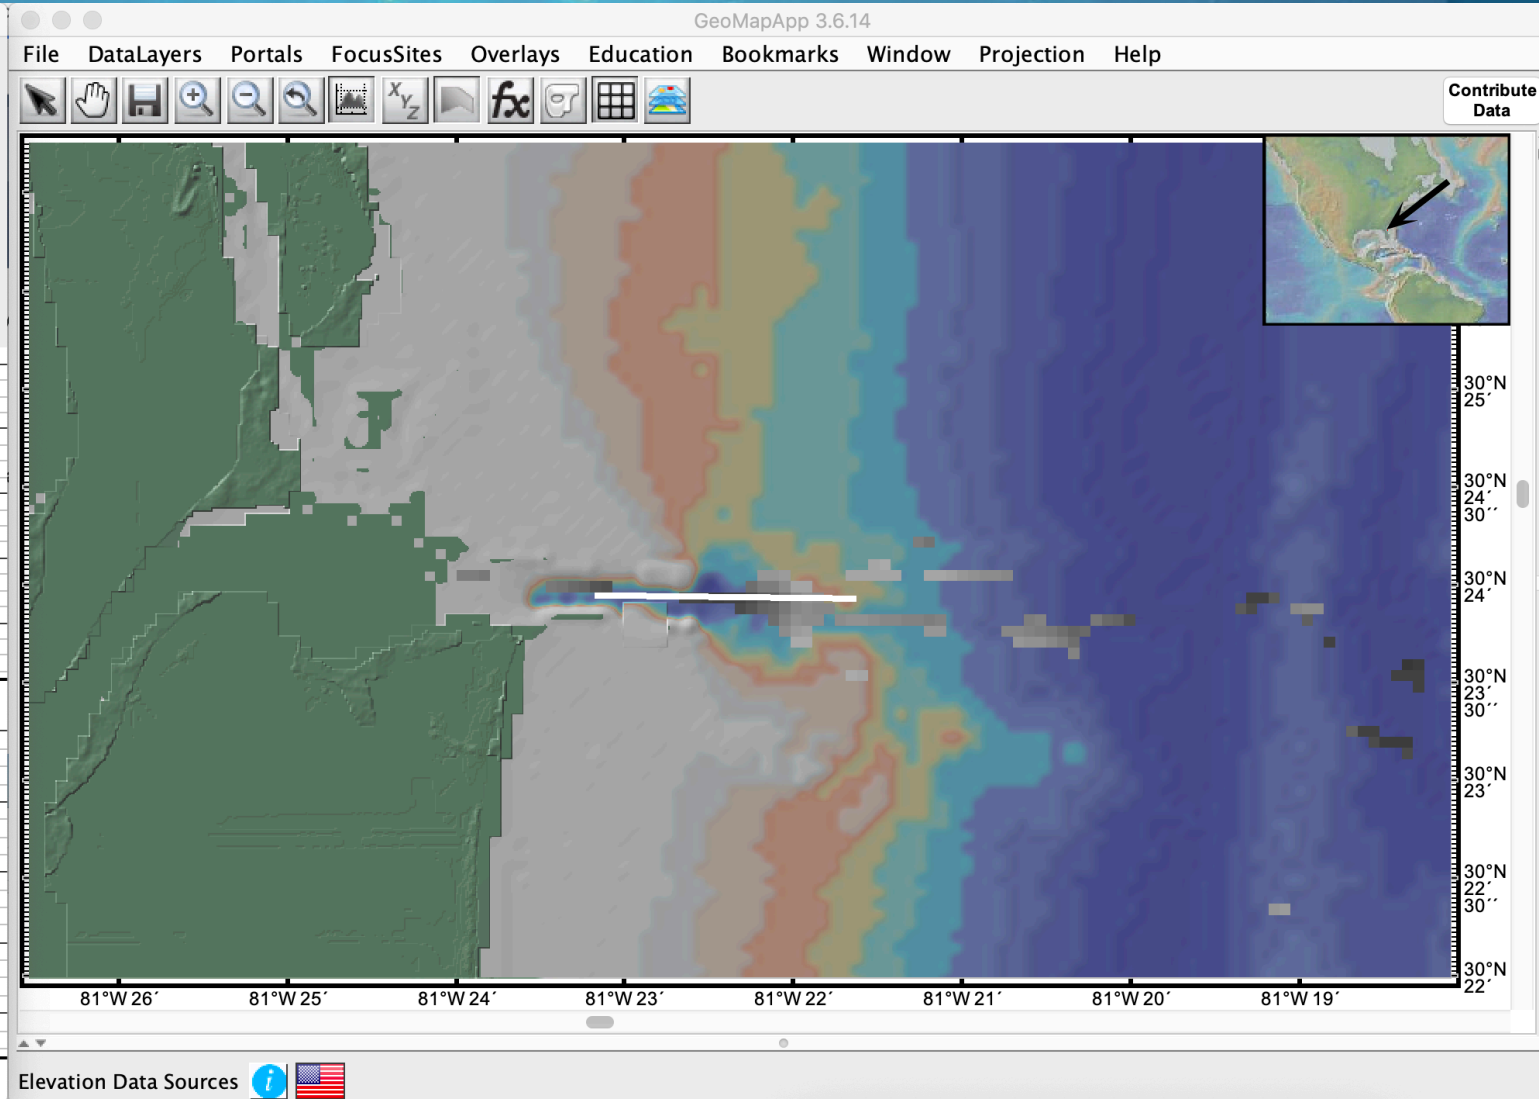 GeoMapApp 3.6.14
File DataLayers Portals FocusSites Overlays Education Bookmarks Window Projection Help
X
Y
Z
fx
Contribute
Data
30°N
25´
30°N
24´
30´´
30°N
24´
30°N
23´
30´´
30°N
23´
30°N
22´
30´´
30°N
22´
81°W 26´ 81°W 25´ 81°W 24´ 81°W 23´ 81°W 22´ 81°W 21´ 81°W 20´ 81°W 19´
Elevation Data Sources i